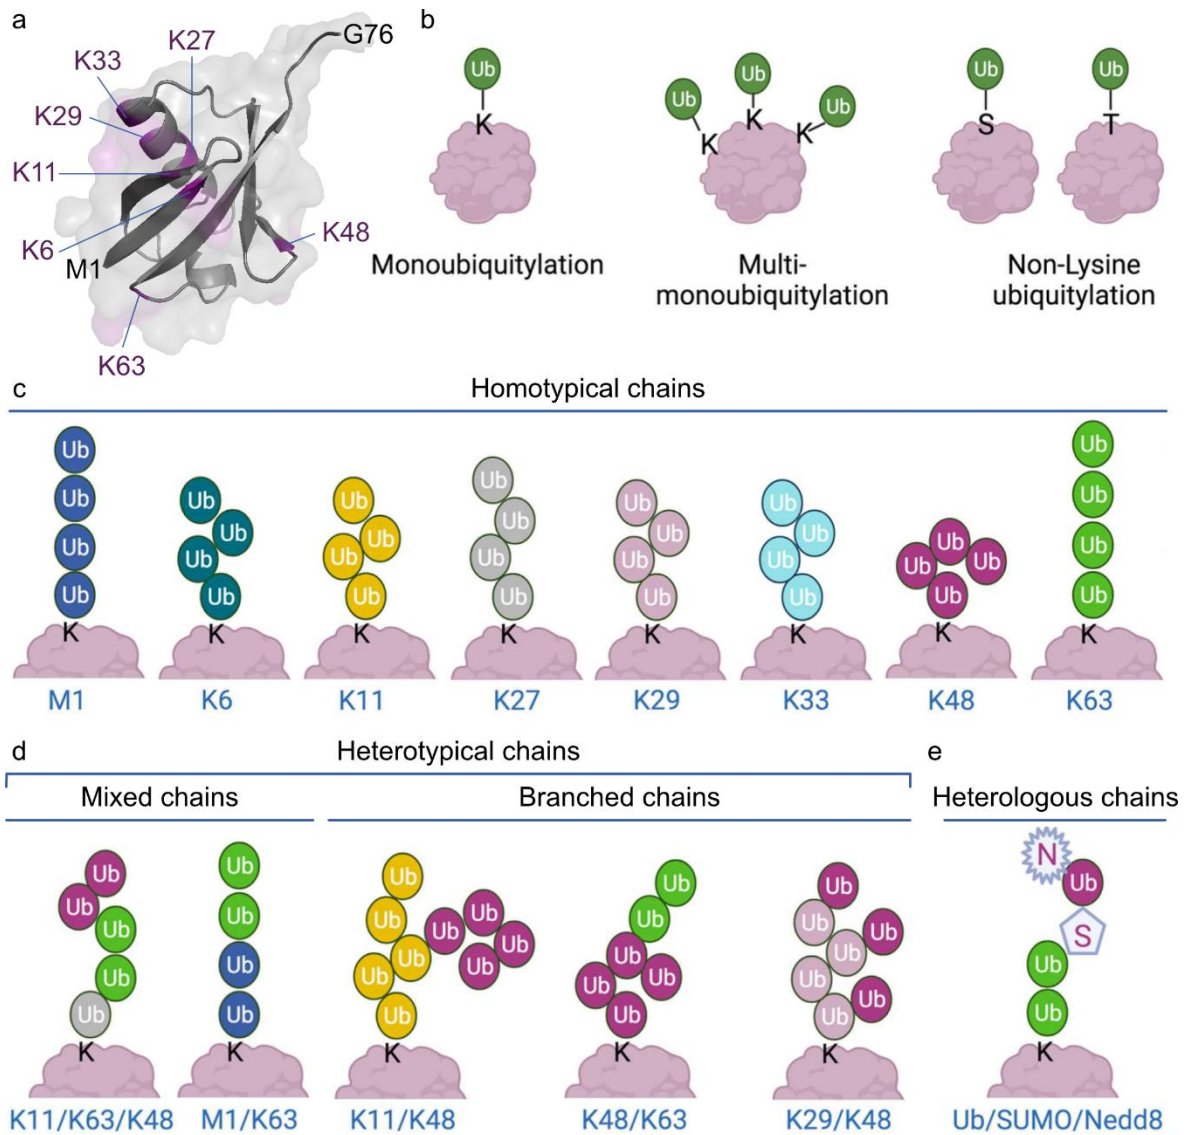 a
K27
G76
K33
K29
K11
K6
M1
K48
K63
b
Ub
K
Ub
Ub
Ub
K
K
K
Ub
Ub
S
T
Monoubiquitylation
Multi-
monoubiquitylation
Non-Lysine
ubiquitylation
c
Homotypical chains
Ub
Ub
Ub
Ub
K
M1
Ub
Ub
Ub
Ub
K
K6
Ub
Ub
Ub
Ub
K
K11
Ub
Ub
Ub
Ub
K
K27
Ub
Ub
Ub
Ub
K
K29
Ub
Ub
Ub
Ub
K
K33
Ub
Ub
Ub
Ub
K
K48
Ub
Ub
Ub
Ub
K
K63
d
Heterotypical chains
Mixed chains
Branched chains
Ub
Ub
Ub
Ub
Ub
K
K11/K63/K48
Ub
Ub
Ub
Ub
K
M1/K63
Ub
Ub
Ub
Ub
Ub
Ub
Ub
Ub
Ub
K
K11/K48
Ub
Ub
Ub
Ub
Ub
Ub
K
K48/K63
Ub
Ub
Ub
Ub
Ub
Ub
Ub
K
K29/K48
e
Heterologous chains
N
Ub
S
Ub
Ub
K
Ub/SUMO/Nedd8